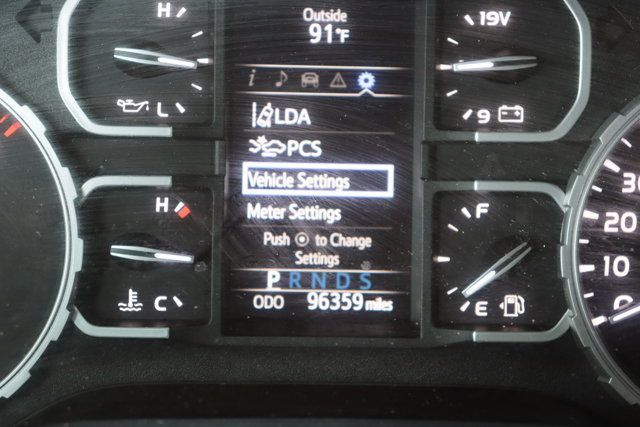 Outside
91°F
H
19V
L
9
LDA
PCS
Vehicle Settings
Meter Settings
Push to Change
Settings
H
C
F
E
P R N D S
ODO 96359 miles
30
20
10
0